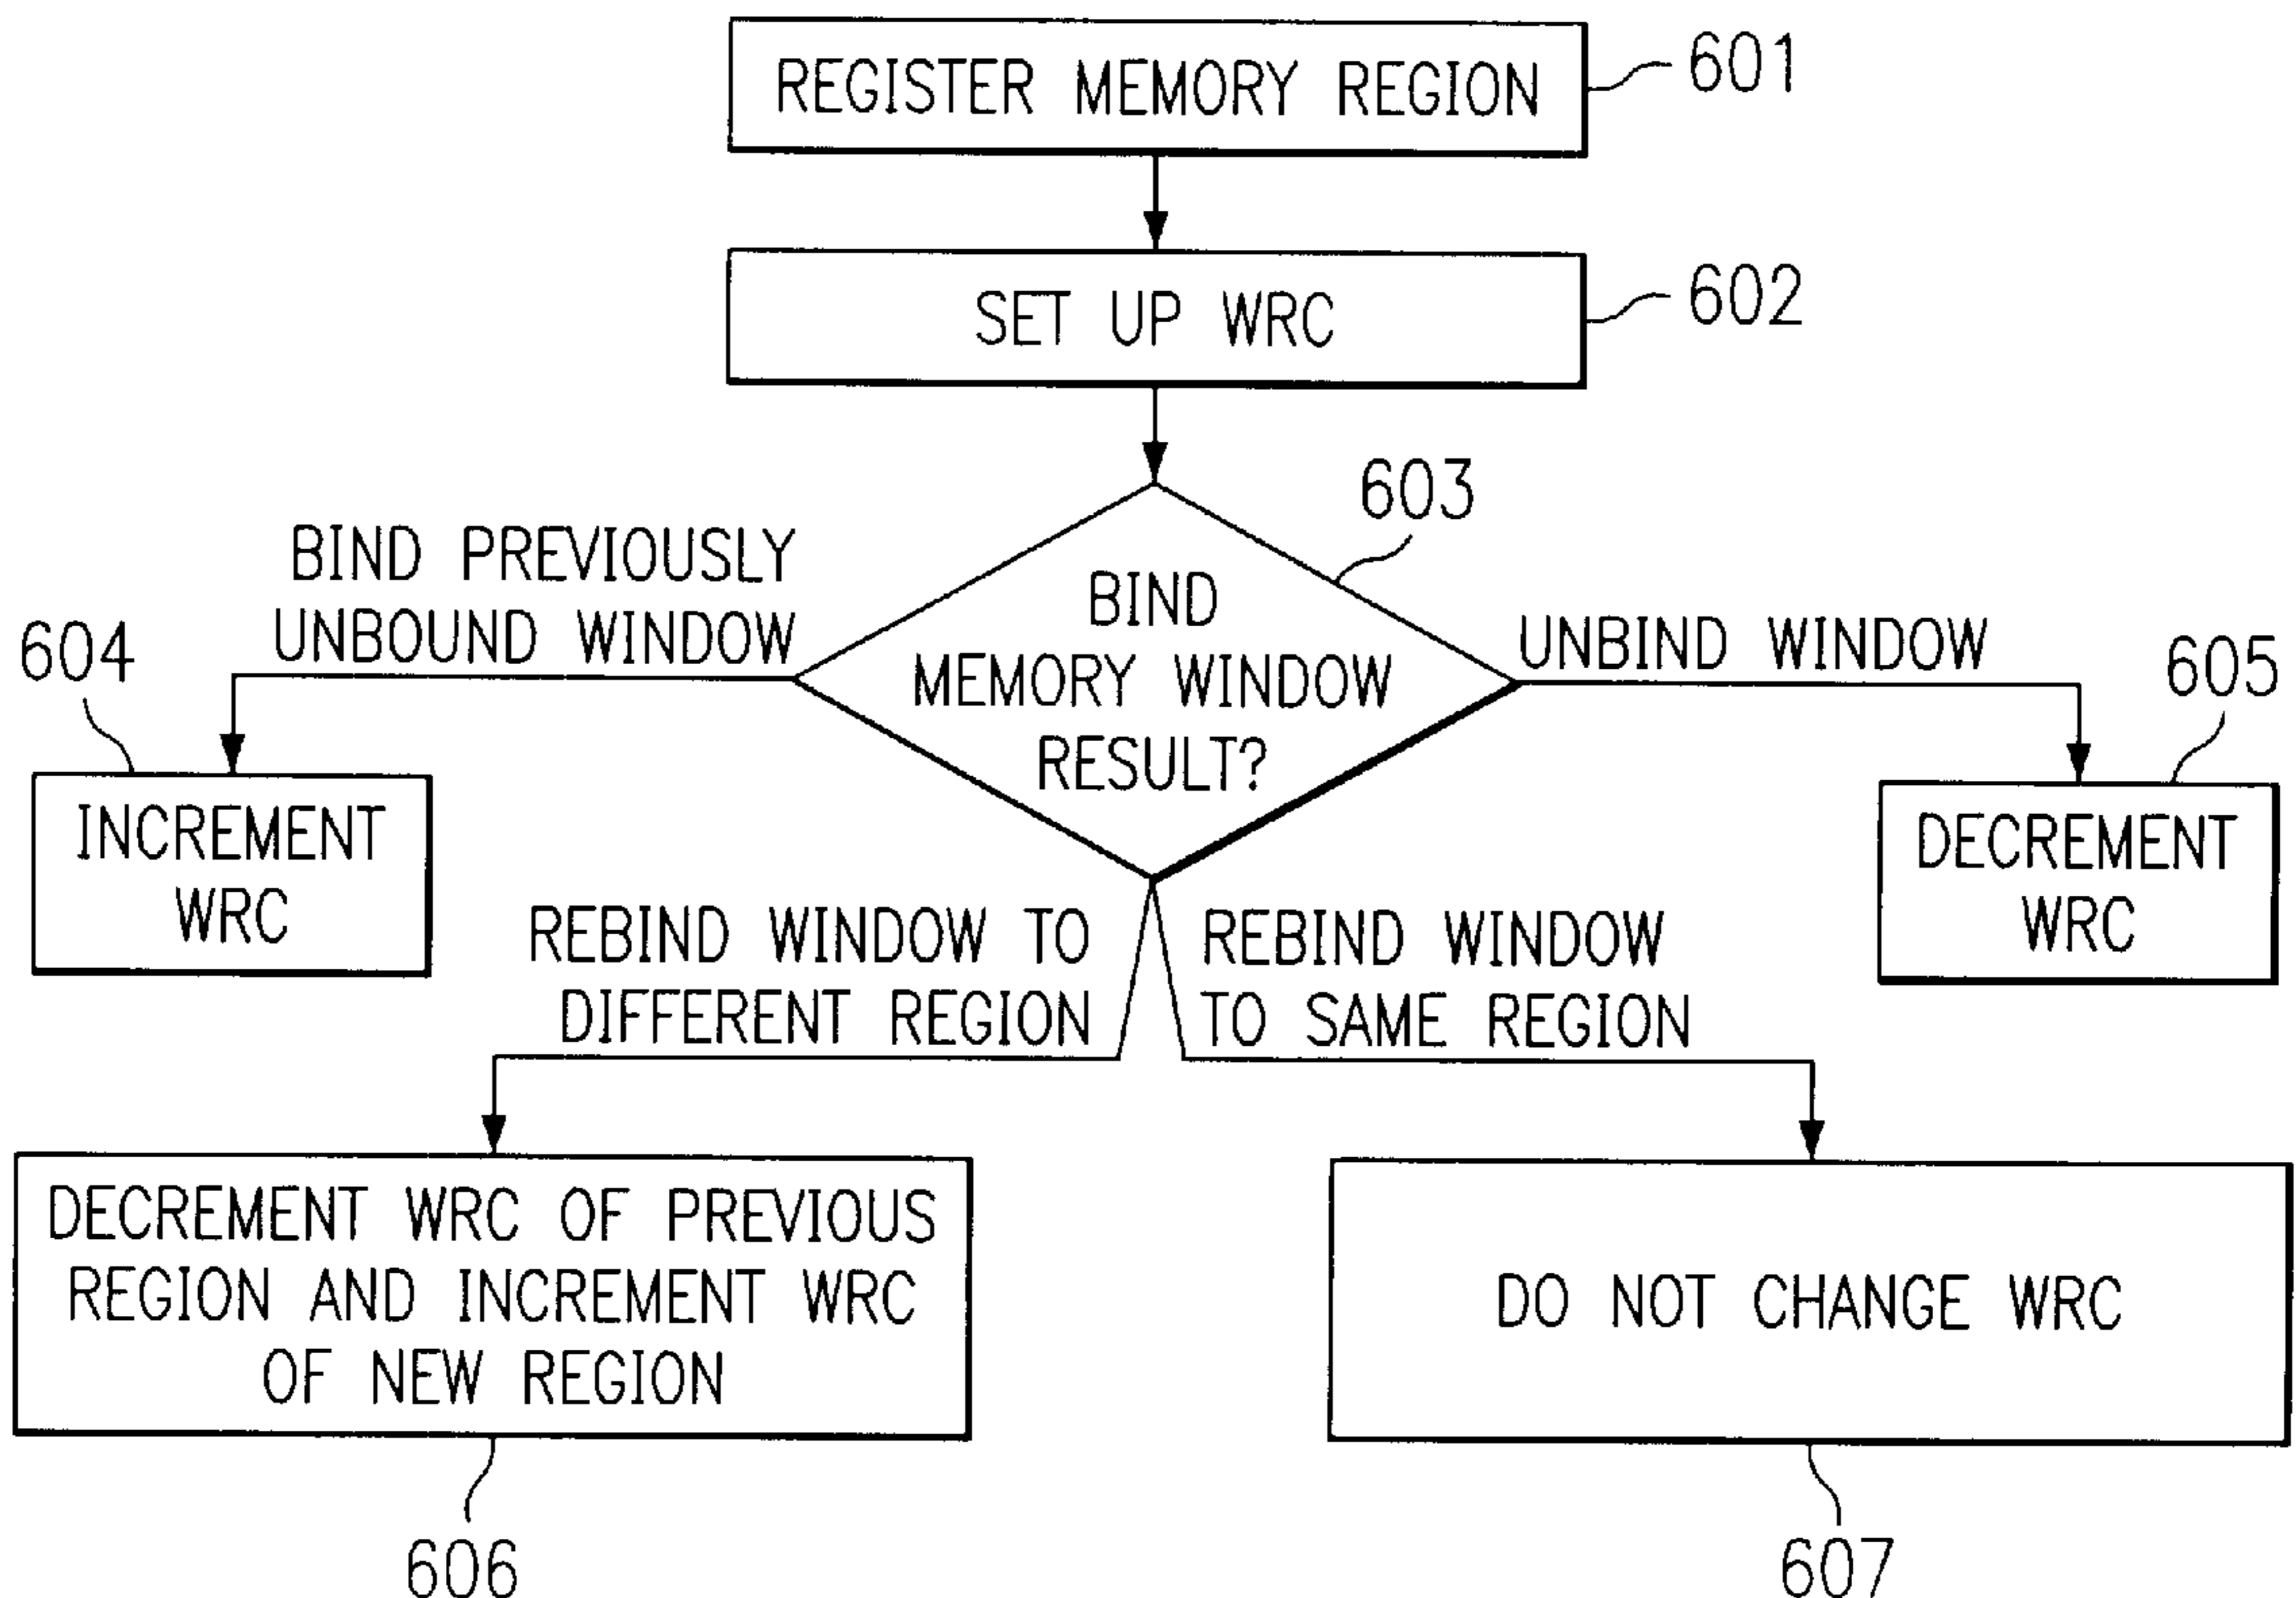 REGISTER MEMORY REGION
601
SET UP WRC
602
603
BIND
MEMORY WINDOW
RESULT?
BIND PREVIOUSLY
UNBOUND WINDOW
UNBIND WINDOW
604
605
INCREMENT
WRC
DECREMENT
WRC
REBIND WINDOW TO
DIFFERENT REGION
REBIND WINDOW
TO SAME REGION
DECREMENT WRC OF PREVIOUS
REGION AND INCREMENT WRC
OF NEW REGION
DO NOT CHANGE WRC
606
607